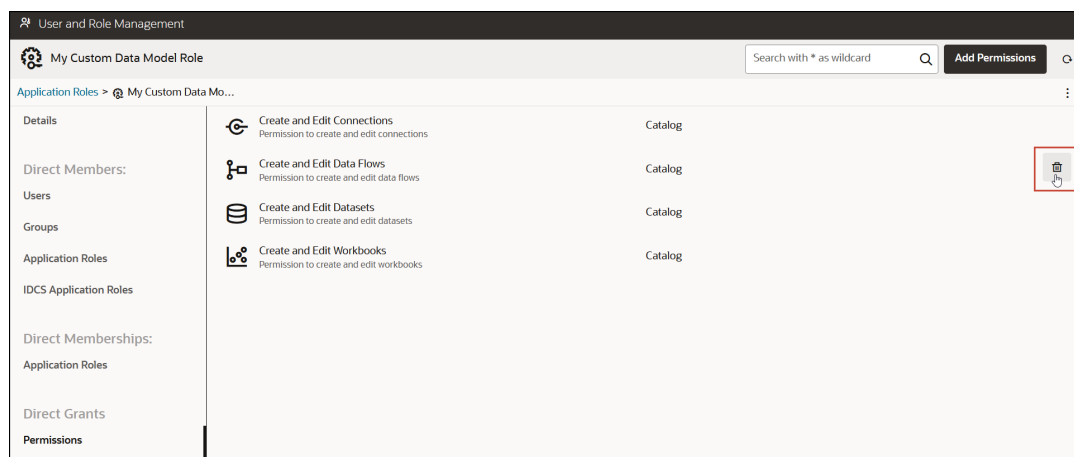 User and Role Management
My Custom Data Model Role
Search with * as wildcard
Add Permissions
Application Roles > My Custom Data Mo...
Details
Direct Members:
Users
Groups
Application Roles
IDCS Application Roles
Direct Memberships:
Application Roles
Direct Grants
Permissions
Create and Edit Connections
Permission to create and edit connections
Catalog
Create and Edit Data Flows
Permission to create and edit data flows
Catalog
Create and Edit Datasets
Permission to create and edit datasets
Catalog
Create and Edit Workbooks
Permission to create and edit workbooks
Catalog